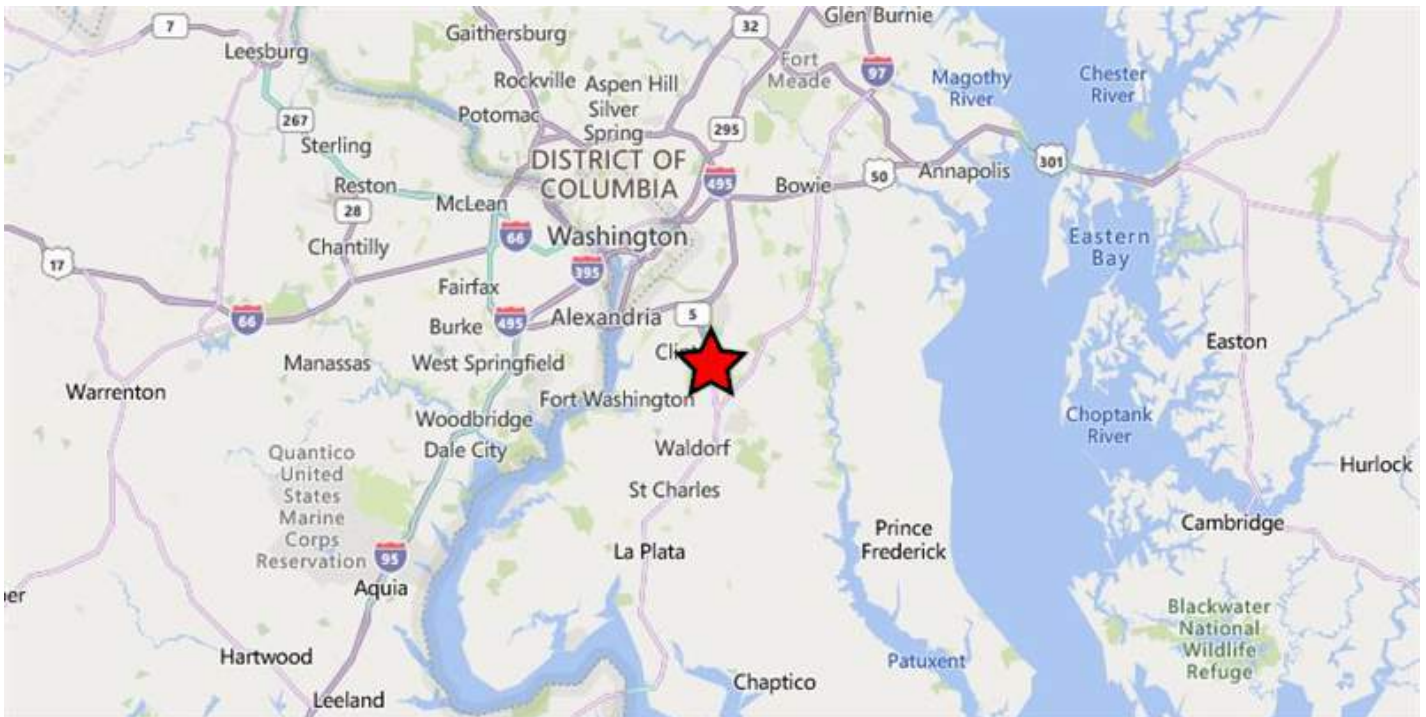 Glen Burnie
7
32
Gaithersburg
Leesburg
Fort
Meade
97
Magothy
River
Chester
River
Rockville
Aspen Hill
Potomac
Silver
Spring
267
295
Sterling
DISTRICT OF
COLUMBIA
301
Reston
495
Bowie
50
Annapolis
28
McLean
66
Washington
Chantilly
Eastern
Bay
17
395
Fairfax
66
Burke
495
Alexandria
5
Easton
Manassas
West Springfield
Warrenton
Fort Washington
Woodbridge
Choptank
River
Dale City
Waldorf
Quantico
United
States
Marine
Corps
Reservation
St Charles
Hurlock
Prince
Frederick
Cambridge
95
La Plata
Aquia
Blackwater
National
Wildlife
Refuge
Hartwood
Patuxent
Chaptico
Leeland